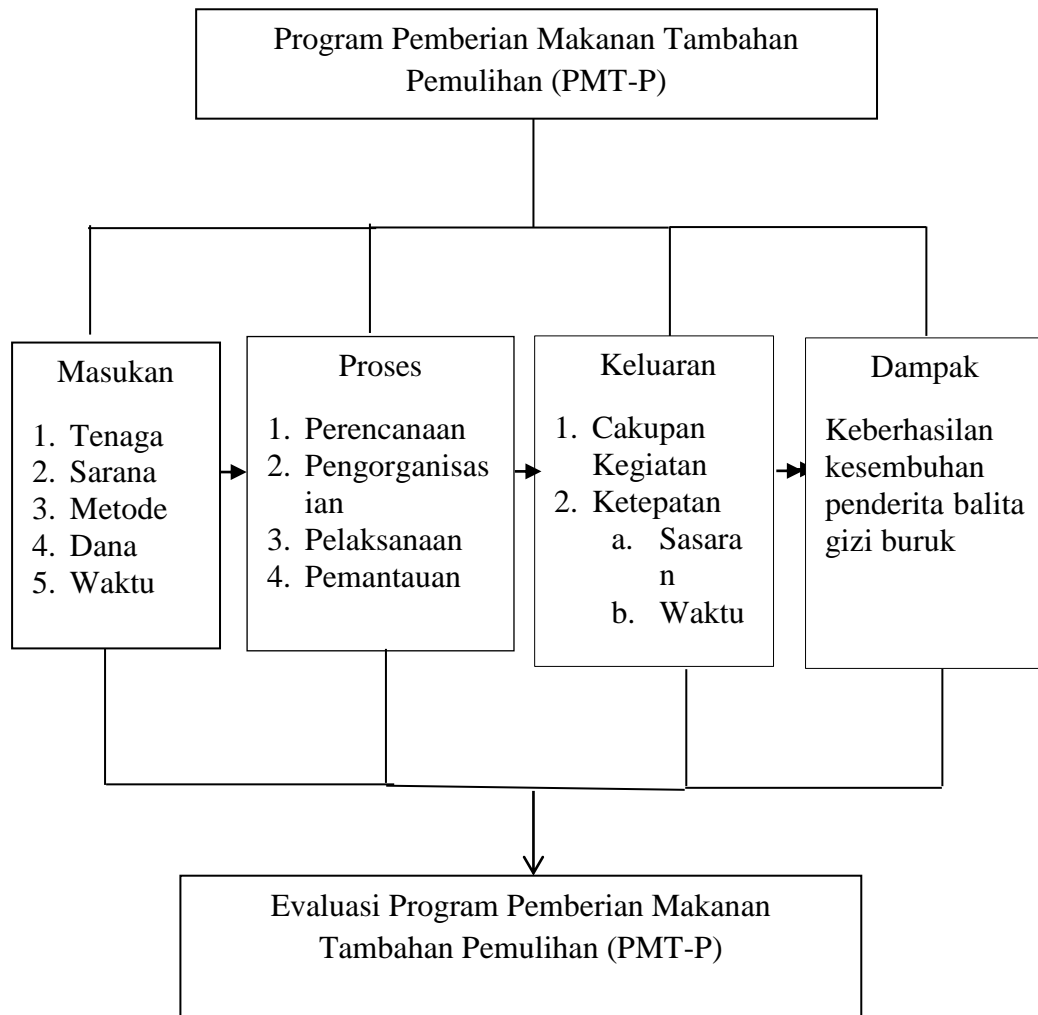 Program Pemberian Makanan Tambahan
Pemulihan (PMT-P)
Masukan
1. Tenaga
2. Sarana
3. Metode
4. Dana
5. Waktu
Proses
1. Perencanaan
2. Pengorganisas
ian
3. Pelaksanaan
4. Pemantauan
Keluaran
1. Cakupan
Kegiatan
2. Ketepatan
a. Sasara
n
b. Waktu
Dampak
Keberhasilan
kesembuhan
penderita balita
gizi buruk
Evaluasi Program Pemberian Makanan
Tambahan Pemulihan (PMT-P)